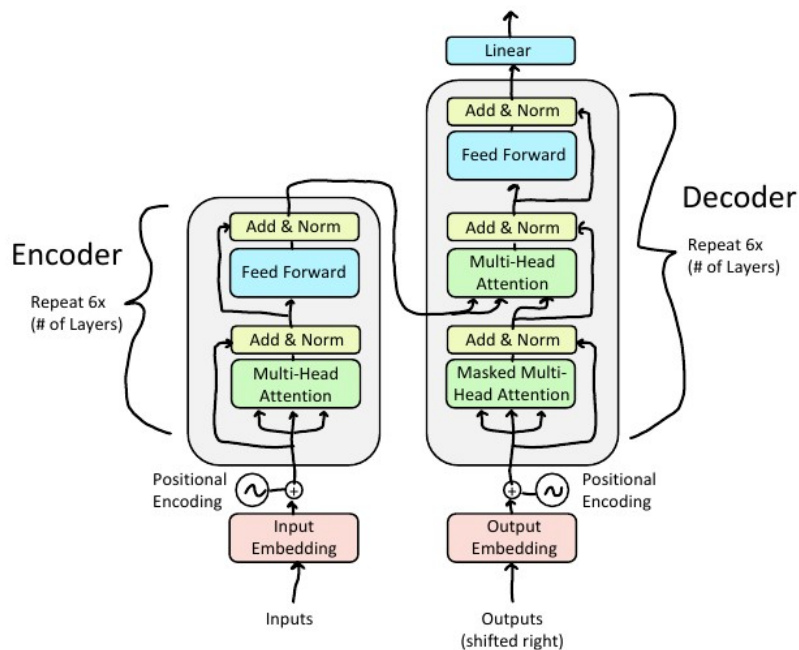 Linear
Add & Norm
Feed Forward
Add & Norm
Multi-Head
Attention
Add & Norm
Masked Multi-
Head Attention
Decoder
Repeat 6x
(# of Layers)
Encoder
Repeat 6x
(# of Layers)
Add & Norm
Feed Forward
Add & Norm
Multi-Head
Attention
Positional
Encoding
+
Input
Embedding
Inputs
+
Positional
Encoding
Output
Embedding
Outputs
(shifted right)